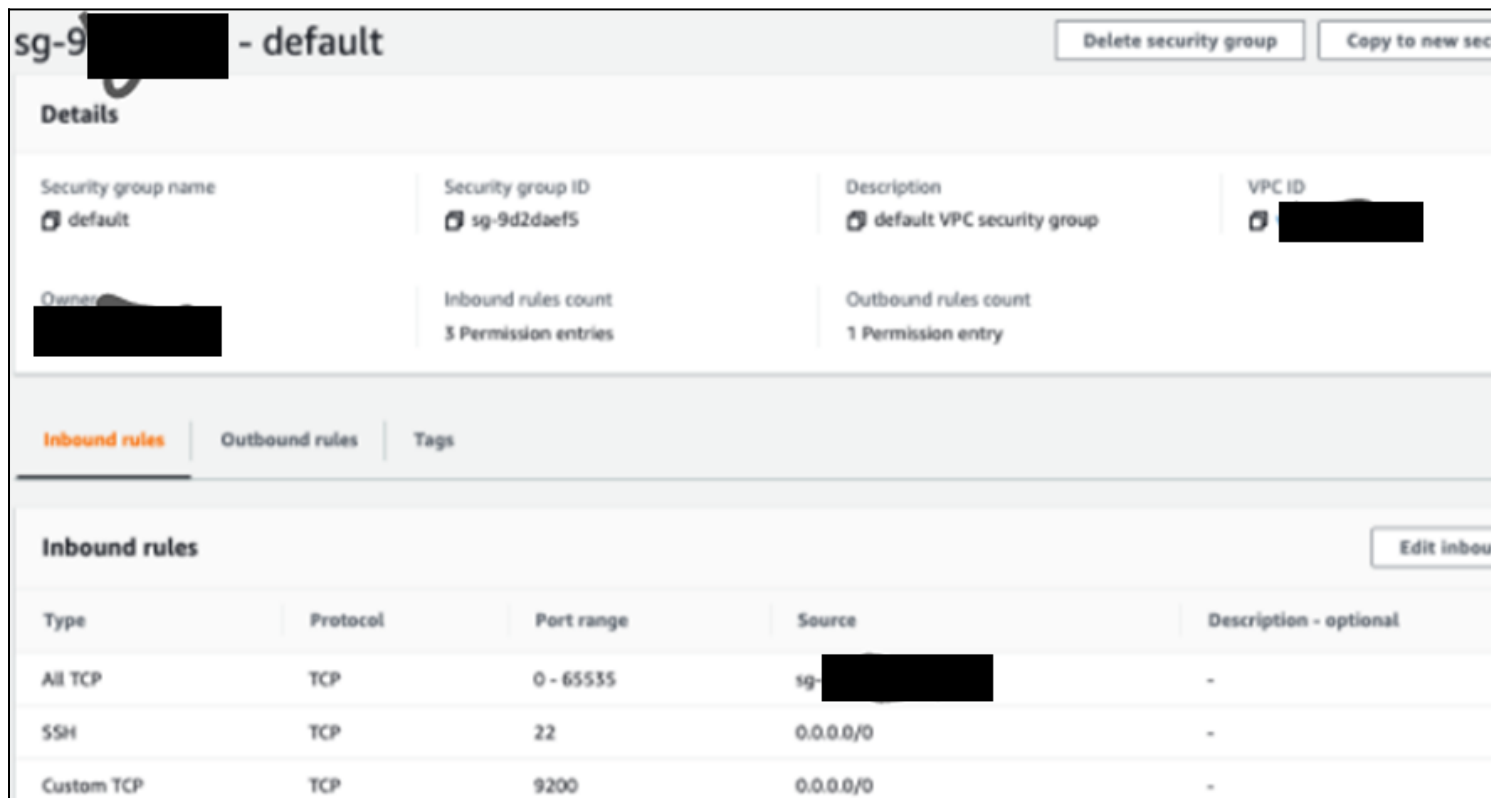 sg-9 - default
Delete security group
Copy to new sec
Details
Security group name
Security group ID
Description
VPC ID
default
sg-9d2daef5
default VPC security group
Owner
Inbound rules count
Outbound rules count
3 Permission entries
1 Permission entry
Inbound rules
Outbound rules
Tags
Inbound rules
Edit inbou
Type
Protocol
Port range
Source
Description - optional
All TCP
TCP
0 - 65535
sg-
-
SSH
TCP
22
0.0.0.0/0
-
Custom TCP
TCP
9200
0.0.0.0/0
-